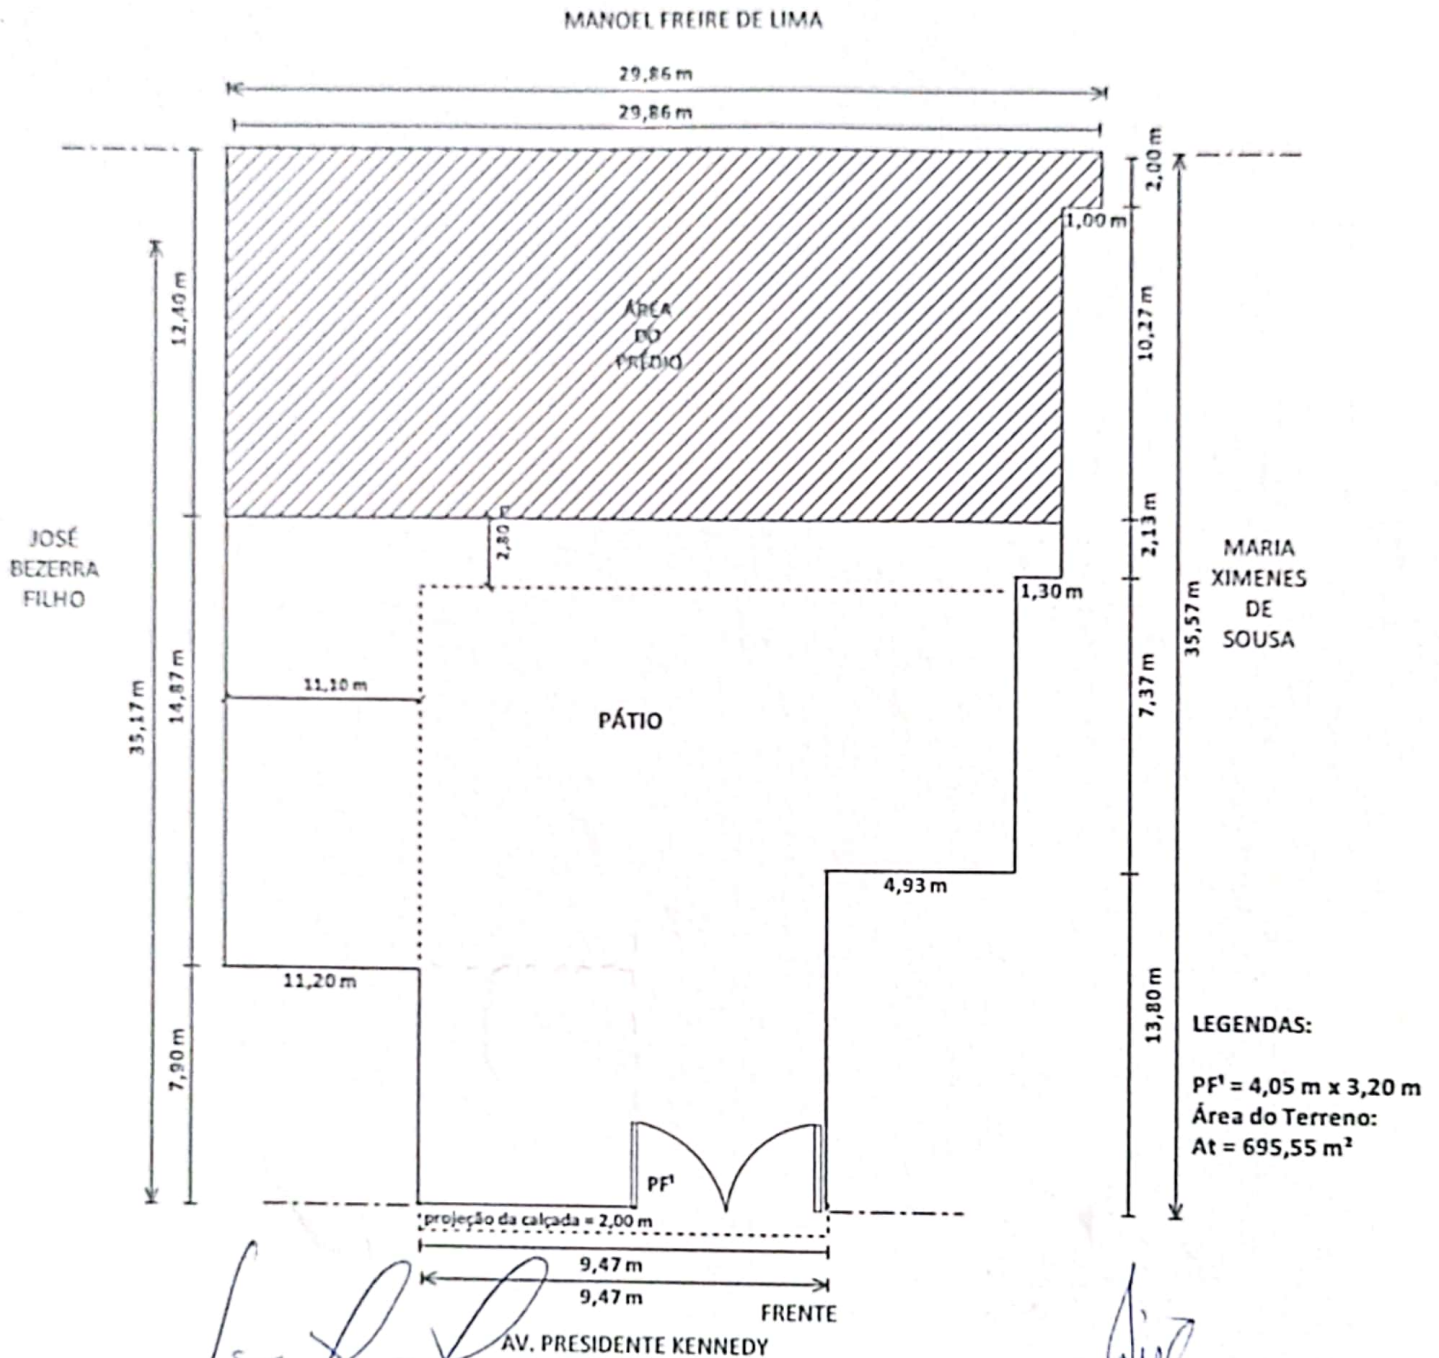 MANOEL FREIRE DE LIMA
29,86 m
29,86 m
2,00 m
1,00 m
12,40 m
ÁREA
DO
PRÉDIO
10,27 m
2,80 m
2,13 m
JOSÉ
BEZERRA
FILHO
MARIA
XIMENES
DE
SOUSA
1,30 m
35,57 m
11,10 m
14,87 m
35,17 m
PÁTIO
7,37 m
4,93 m
11,20 m
13,80 m
7,90 m
LEGENDAS:
PF¹ = 4,05 m x 3,20 m
Área do Terreno:
At = 695,55 m²
PF¹
projeção da calçada = 2,00 m
9,47 m
9,47 m
FRENTE
AV. PRESIDENTE KENNEDY